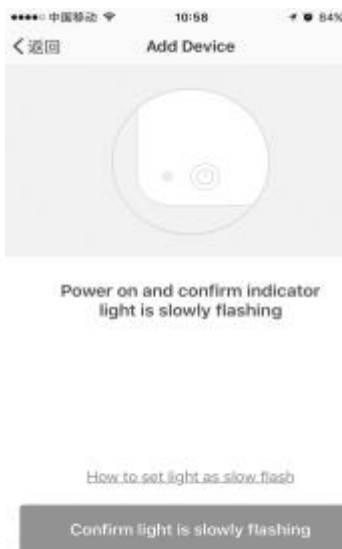 中国移动 10:58 84%
返回 Add Device
Power on and confirm indicator
light is slowly flashing
How to set light as slow flash
Confirm light is slowly flashing